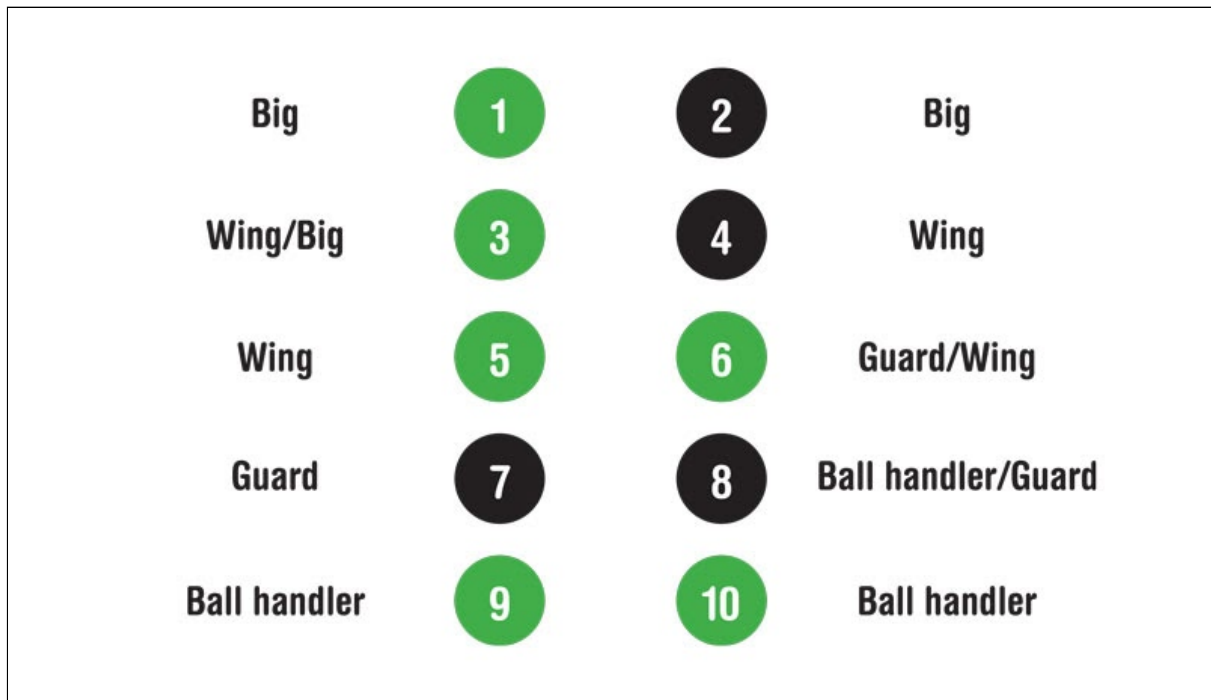 Big 1 2 Big
Wing/Big 3 4 Wing
Wing 5 6 Guard/Wing
Guard 7 8 Ball handler/Guard
Ball handler 9 10 Ball handler